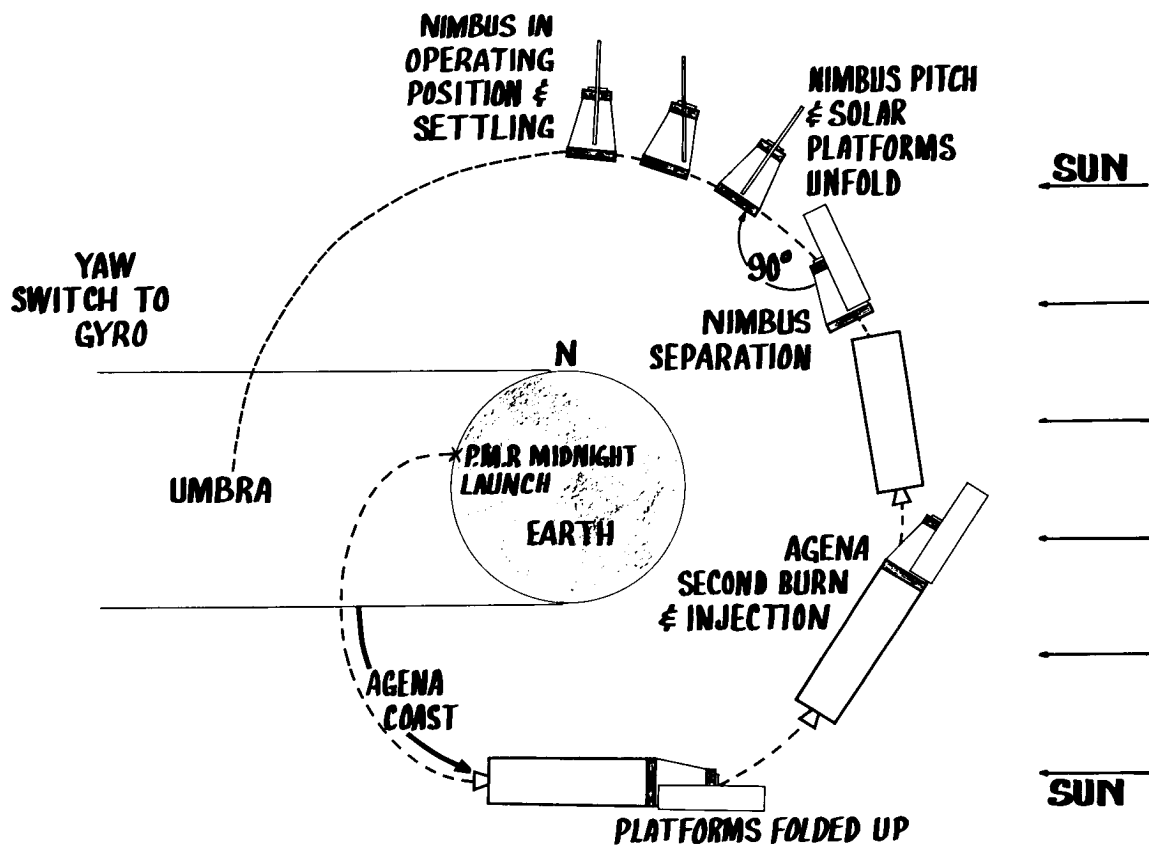 NIMBUS IN
OPERATING
POSITION &
SETTLING
NIMBUS PITCH
& SOLAR
PLATFORMS
UNFOLD
SUN
YAW
SWITCH TO
GYRO
90°
NIMBUS
SEPARATION
N
P.M.R MIDNIGHT
LAUNCH
UMBRA
EARTH
AGENA
SECOND BURN
& INJECTION
AGENA
COAST
SUN
PLATFORMS FOLDED UP